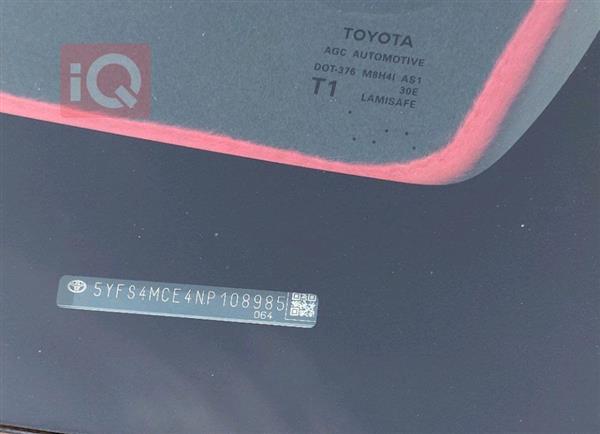 iQ
TOYOTA
AGC AUTOMOTIVE
DOT-376 M8H4I AS1
30E
T1 LAMISAFE
5YFS4MCE4NP108985
064